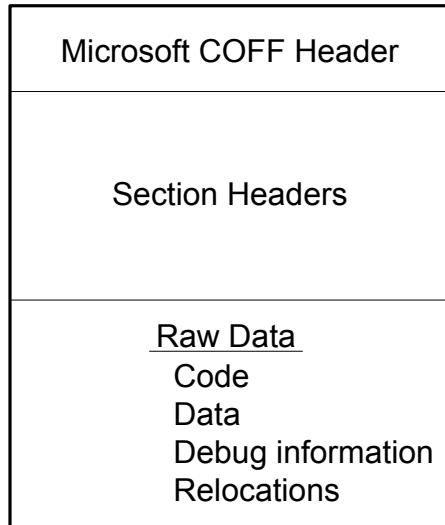 Microsoft COFF Header
Section Headers
Raw Data
Code
Data
Debug information
Relocations